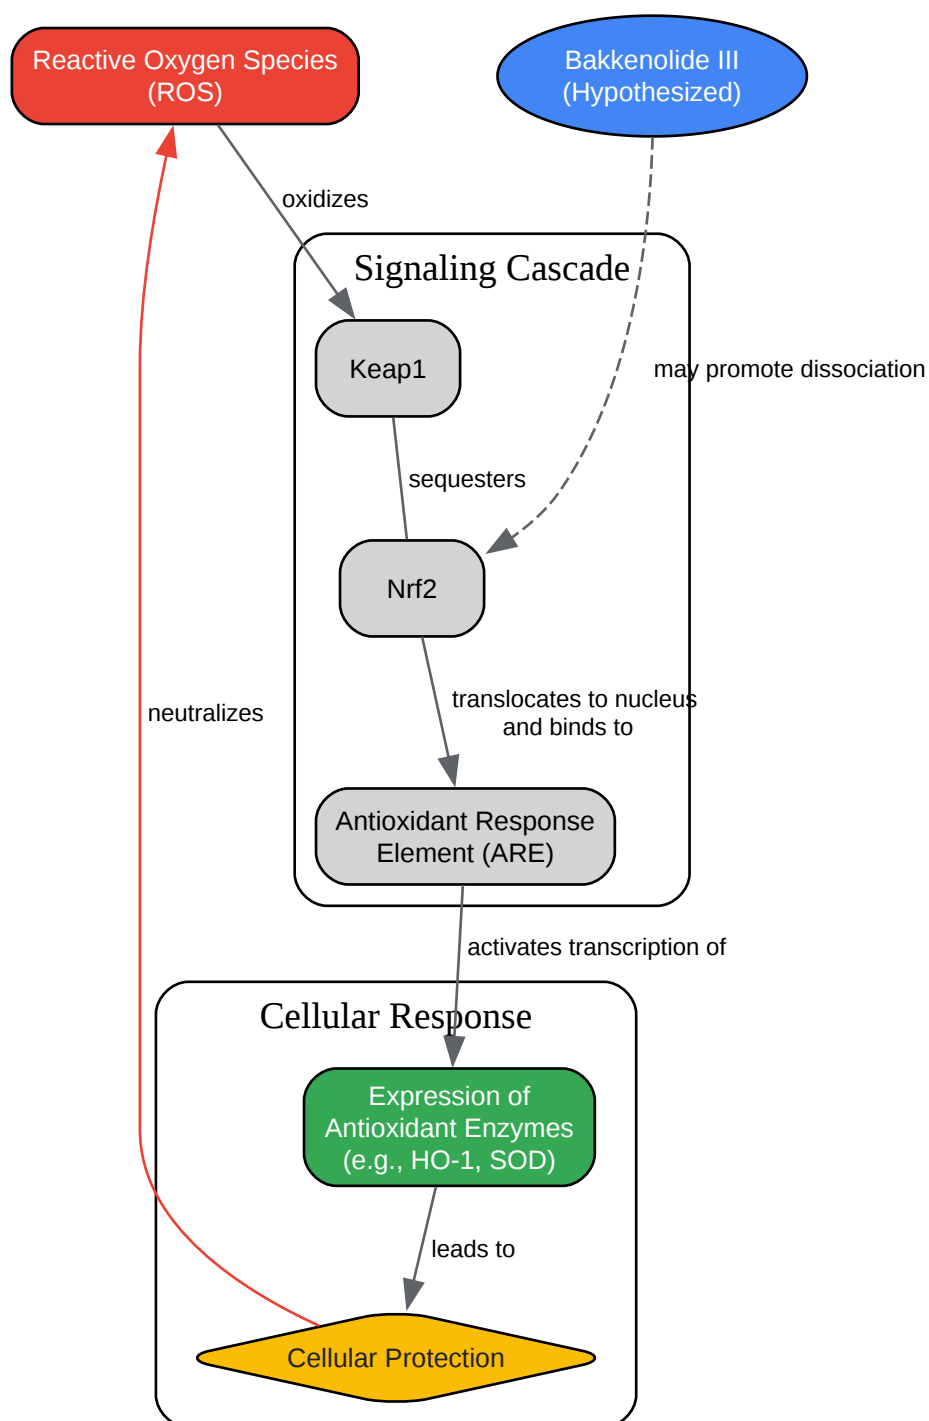 Reactive Oxygen Species
(ROS)
Bakkenolide III
(Hypothesized)
oxidizes
Signaling Cascade
Keap1
may promote dissociation
sequesters
Nrf2
translocates to nucleus
and binds to
neutralizes
Antioxidant Response
Element (ARE)
activates transcription of
Cellular Response
Expression of
Antioxidant Enzymes
(e.g., HO-1, SOD)
leads to
Cellular Protection